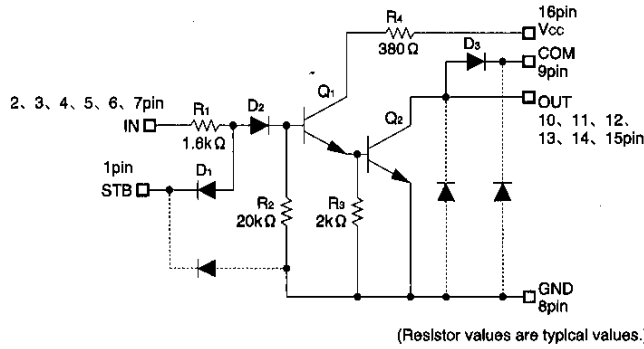 16pin
R4
Vcc
380Ω
D3
COM
9pin
2、3、4、5、6、7pin
R1
D2
Q1
Q2
OUT
IN
1.6kΩ
10、11、12、
13、14、15pin
1pin
D1
STB
R2
20kΩ
R3
2kΩ
GND
8pin
(Resistor values are typical values.)